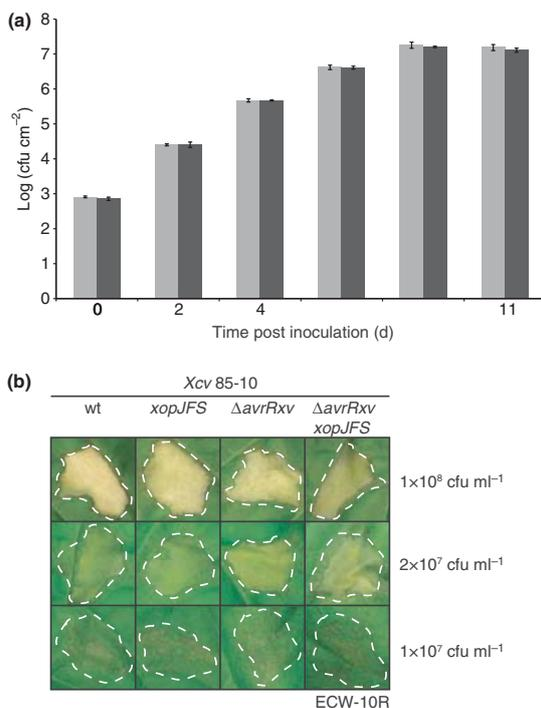 (a)
8
7
6
5
4
3
2
1
0
Log (cfu cm⁻²)
0 2 4 11
Time post inoculation (d)
(b)
Xcv 85-10
wt xopJFS ΔavrRxv ΔavrRxv
xopJFS
1×10⁸ cfu ml⁻¹
2×10⁷ cfu ml⁻¹
1×10⁷ cfu ml⁻¹
ECW-10R